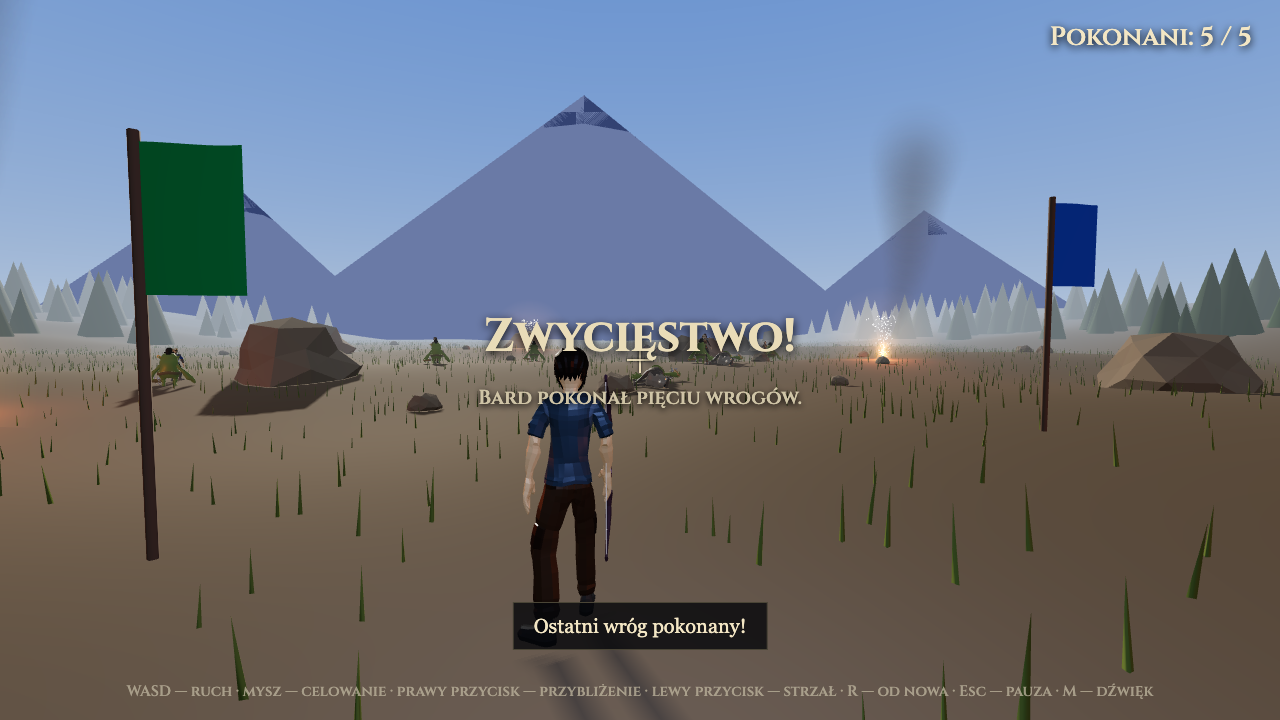 Pokonani: 5 / 5
Zwycięstwo!
Bard pokonał pięciu wrogów.
Ostatni wróg pokonany!
WASD — ruch · mysz — celowanie · prawy przycisk — przybliżenie · lewy przycisk — strzał · R — od nowa · Esc — pauza · M — dźwięk